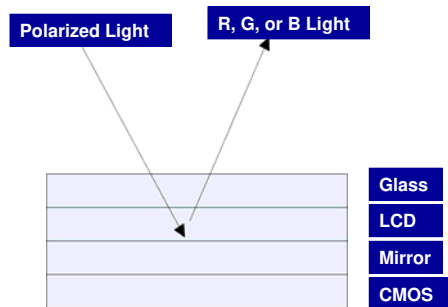 Polarized Light
R, G, or B Light
Glass
LCD
Mirror
CMOS